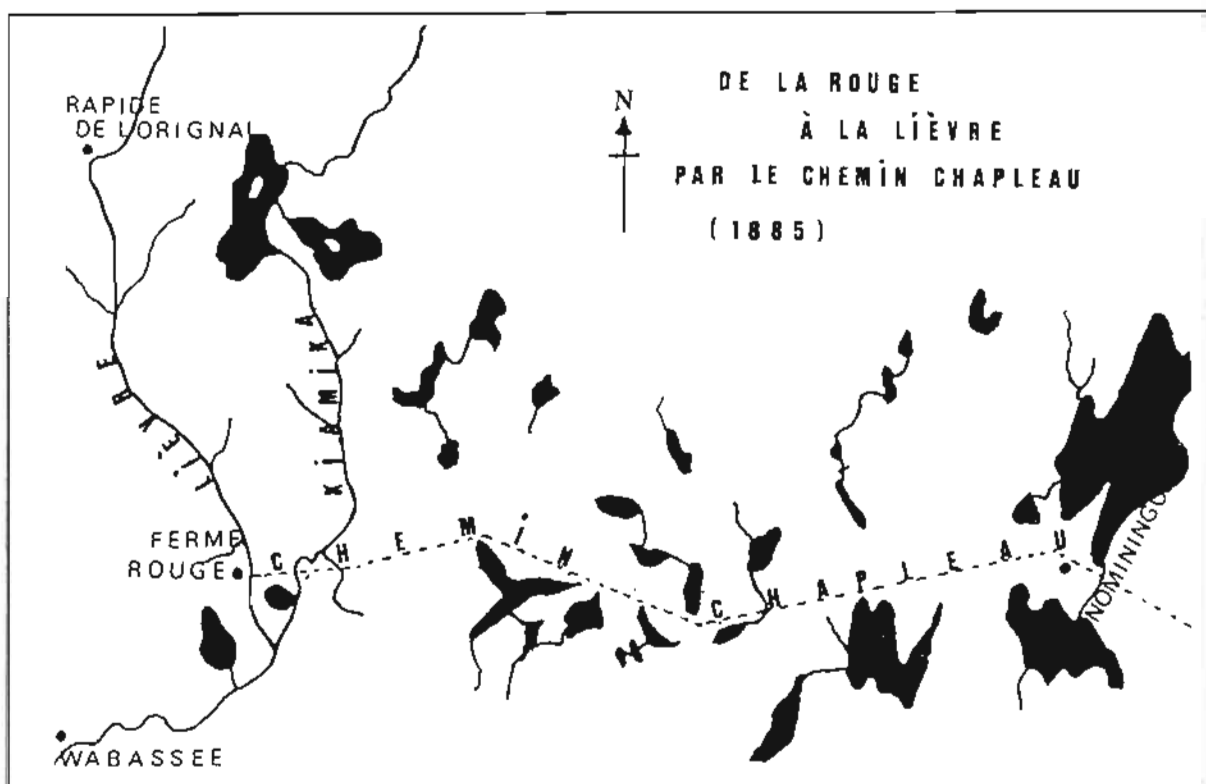 DE LA ROUGE
À LA LIÈVRE
PAR LE CHEMIN CHAPLEAU
(1885)
N
RAPIDE
DE L'ORIGNAL
LIÈVRE
KIAMIKA
FERME
ROUGE
CHEMIN CHAPLEAU
NOMININGUE
WABASSEE